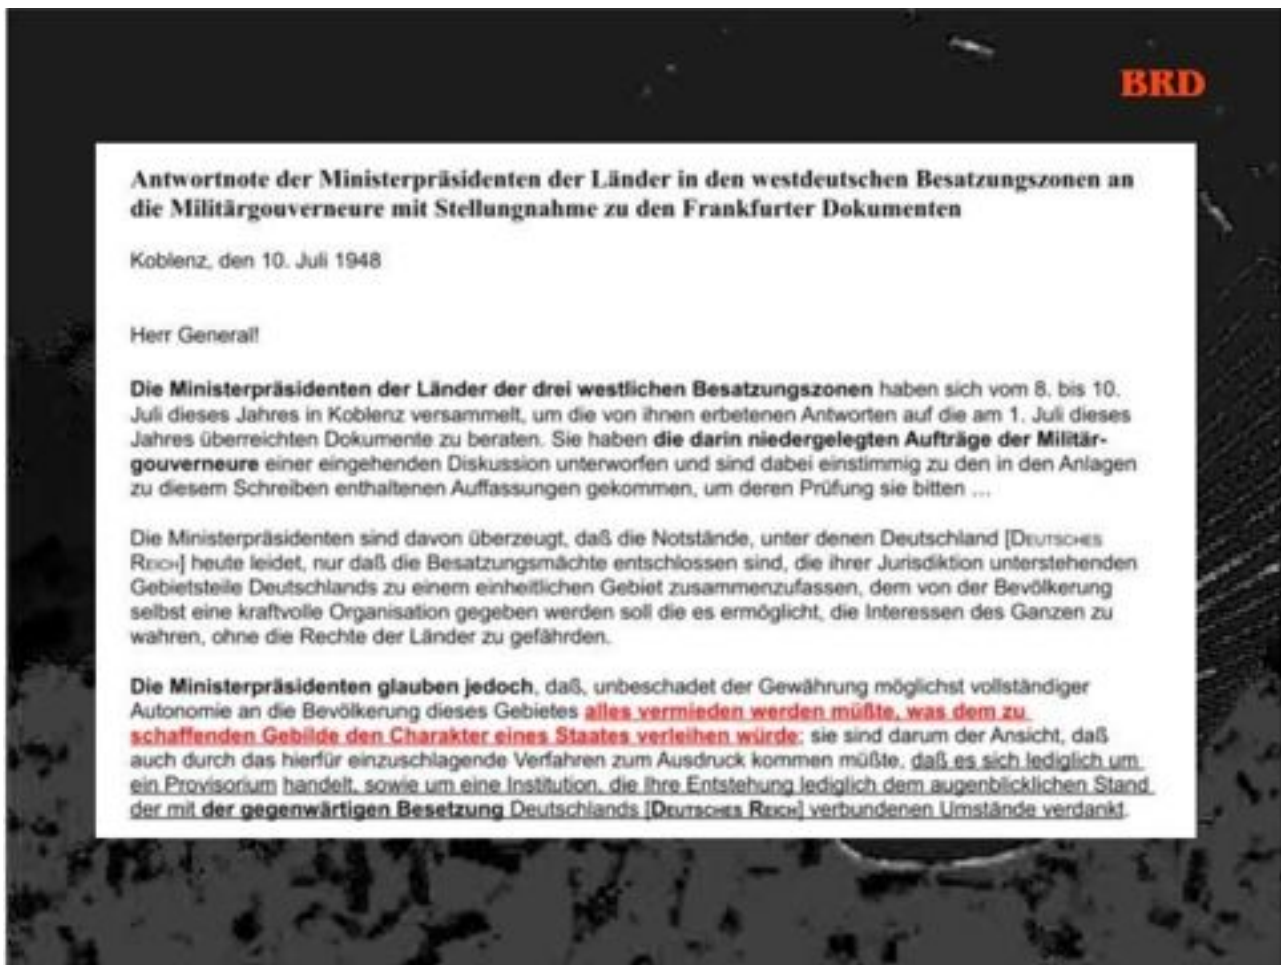 BRD
Antwortnote der Ministerpräsidenten der Länder in den westdeutschen Besatzungszonen an
die Militärgouverneure mit Stellungnahme zu den Frankfurter Dokumenten
Koblenz, den 10. Juli 1948
Herr General!
Die Ministerpräsidenten der Länder der drei westlichen Besatzungszonen haben sich vom 8. bis 10.
Juli dieses Jahres in Koblenz versammelt, um die von ihnen erbetenen Antworten auf die am 1. Juli dieses
Jahres überreichten Dokumente zu beraten. Sie haben die darin niedergelegten Aufträge der Militär-
gouverneure einer eingehenden Diskussion unterworfen und sind dabei einstimmig zu den in den Anlagen
zu diesem Schreiben enthaltenen Auffassungen gekommen, um deren Prüfung sie bitten ...
Die Ministerpräsidenten sind davon überzeugt, daß die Notstände, unter denen Deutschland [DEUTSCHES
REICH] heute leidet, nur daß die Besatzungsmächte entschlossen sind, die ihrer Jurisdiktion unterstehenden
Gebietsteile Deutschlands zu einem einheitlichen Gebiet zusammenzufassen, dem von der Bevölkerung
selbst eine kraftvolle Organisation gegeben werden soll die es ermöglicht, die Interessen des Ganzen zu
wahren, ohne die Rechte der Länder zu gefährden.
Die Ministerpräsidenten glauben jedoch, daß, unbeschadet der Gewährung möglichst vollständiger
Autonomie an die Bevölkerung dieses Gebietes alles vermieden werden müßte, was dem zu
schaffenden Gebilde den Charakter eines Staates verleihen würde; sie sind darum der Ansicht, daß
auch durch das hierfür einzuschlagende Verfahren zum Ausdruck kommen müßte, daß es sich lediglich um
ein Provisorium handelt, sowie um eine Institution, die Ihre Entstehung lediglich dem augenblicklichen Stand
der mit der gegenwärtigen Besetzung Deutschlands [DEUTSCHES REICH] verbundenen Umstände verdankt.